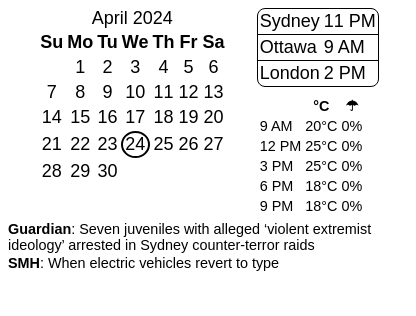 April 2024
Su Mo Tu We Th Fr Sa
1 2 3 4 5 6
7 8 9 10 11 12 13
14 15 16 17 18 19 20
21 22 23 24 25 26 27
28 29 30
Sydney 11 PM
Ottawa 9 AM
London 2 PM
°C ☂
9 AM 20°C 0%
12 PM 25°C 0%
3 PM 25°C 0%
6 PM 18°C 0%
9 PM 18°C 0%
Guardian: Seven juveniles with alleged ‘violent extremist
ideology’ arrested in Sydney counter-terror raids
SMH: When electric vehicles revert to type